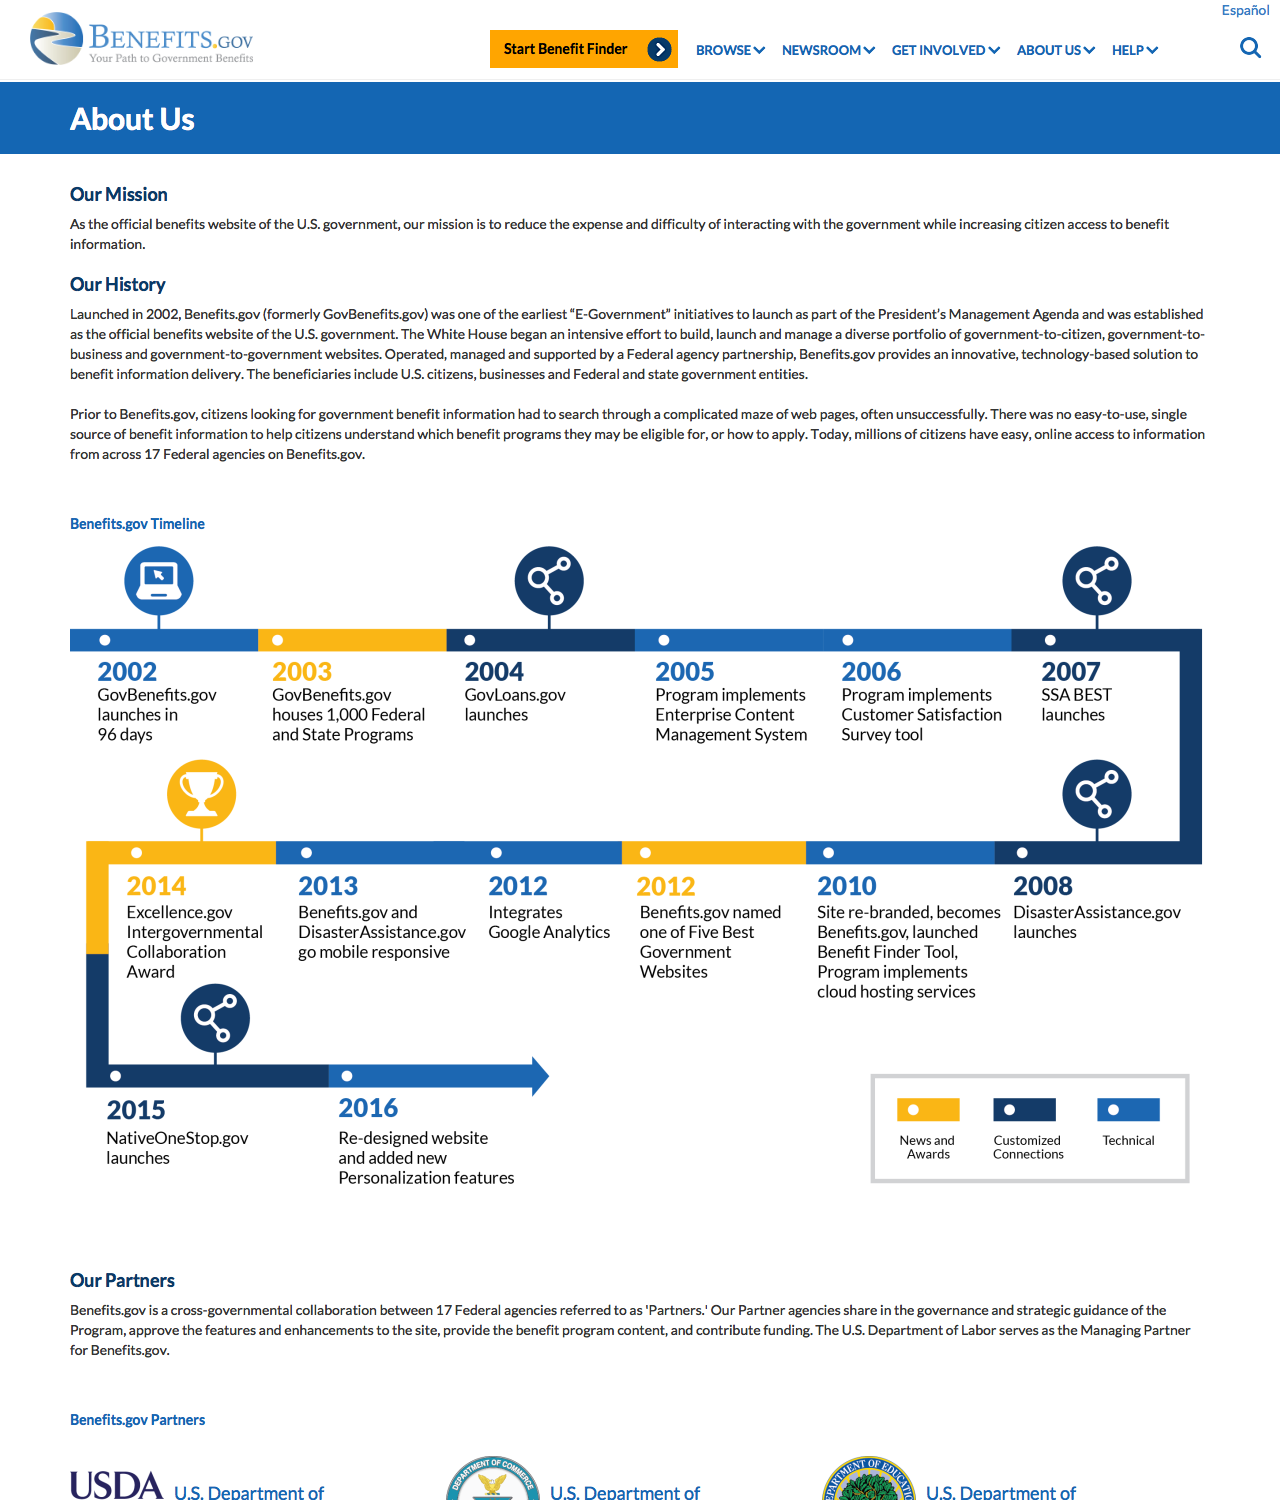 Español
BENEFITS.GOV
Your Path to Government Benefits
Start Benefit Finder
BROWSE
NEWSROOM
GET INVOLVED
ABOUT US
HELP
About Us
Our Mission
As the official benefits website of the U.S. government, our mission is to reduce the expense and difficulty of interacting with the government while increasing citizen access to benefit
information.
Our History
Launched in 2002, Benefits.gov (formerly GovBenefits.gov) was one of the earliest “E-Government” initiatives to launch as part of the President’s Management Agenda and was established
as the official benefits website of the U.S. government. The White House began an intensive effort to build, launch and manage a diverse portfolio of government-to-citizen, government-to-
business and government-to-government websites. Operated, managed and supported by a Federal agency partnership, Benefits.gov provides an innovative, technology-based solution to
benefit information delivery. The beneficiaries include U.S. citizens, businesses and Federal and state government entities.
Prior to Benefits.gov, citizens looking for government benefit information had to search through a complicated maze of web pages, often unsuccessfully. There was no easy-to-use, single
source of benefit information to help citizens understand which benefit programs they may be eligible for, or how to apply. Today, millions of citizens have easy, online access to information
from across 17 Federal agencies on Benefits.gov.
Benefits.gov Timeline
2002
GovBenefits.gov
launches in
96 days
2003
GovBenefits.gov
houses 1,000 Federal
and State Programs
2004
GovLoans.gov
launches
2005
Program implements
Enterprise Content
Management System
2006
Program implements
Customer Satisfaction
Survey tool
2007
SSA BEST
launches
2014
Excellence.gov
Intergovernmental
Collaboration
Award
2013
Benefits.gov and
DisasterAssistance.gov
go mobile responsive
2012
Integrates
Google Analytics
2012
Benefits.gov named
one of Five Best
Government
Websites
2010
Site re-branded, becomes
Benefits.gov, launched
Benefit Finder Tool,
Program implements
cloud hosting services
2008
DisasterAssistance.gov
launches
2015
NativeOneStop.gov
launches
2016
Re-designed website
and added new
Personalization features
News and
Awards
Customized
Connections
Technical
Our Partners
Benefits.gov is a cross-governmental collaboration between 17 Federal agencies referred to as 'Partners.' Our Partner agencies share in the governance and strategic guidance of the
Program, approve the features and enhancements to the site, provide the benefit program content, and contribute funding. The U.S. Department of Labor serves as the Managing Partner
for Benefits.gov.
Benefits.gov Partners
USDA
U.S. Department of
DEPARTMENT OF COMMERCE
U.S. Department of
DEPARTMENT OF EDUCATION
U.S. Department of